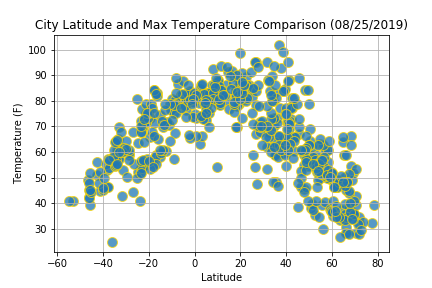 City Latitude and Max Temperature Comparison (08/25/2019)
Temperature (F)
100
90
80
70
60
50
40
30
−60 −40 −20 0 20 40 60 80
Latitude